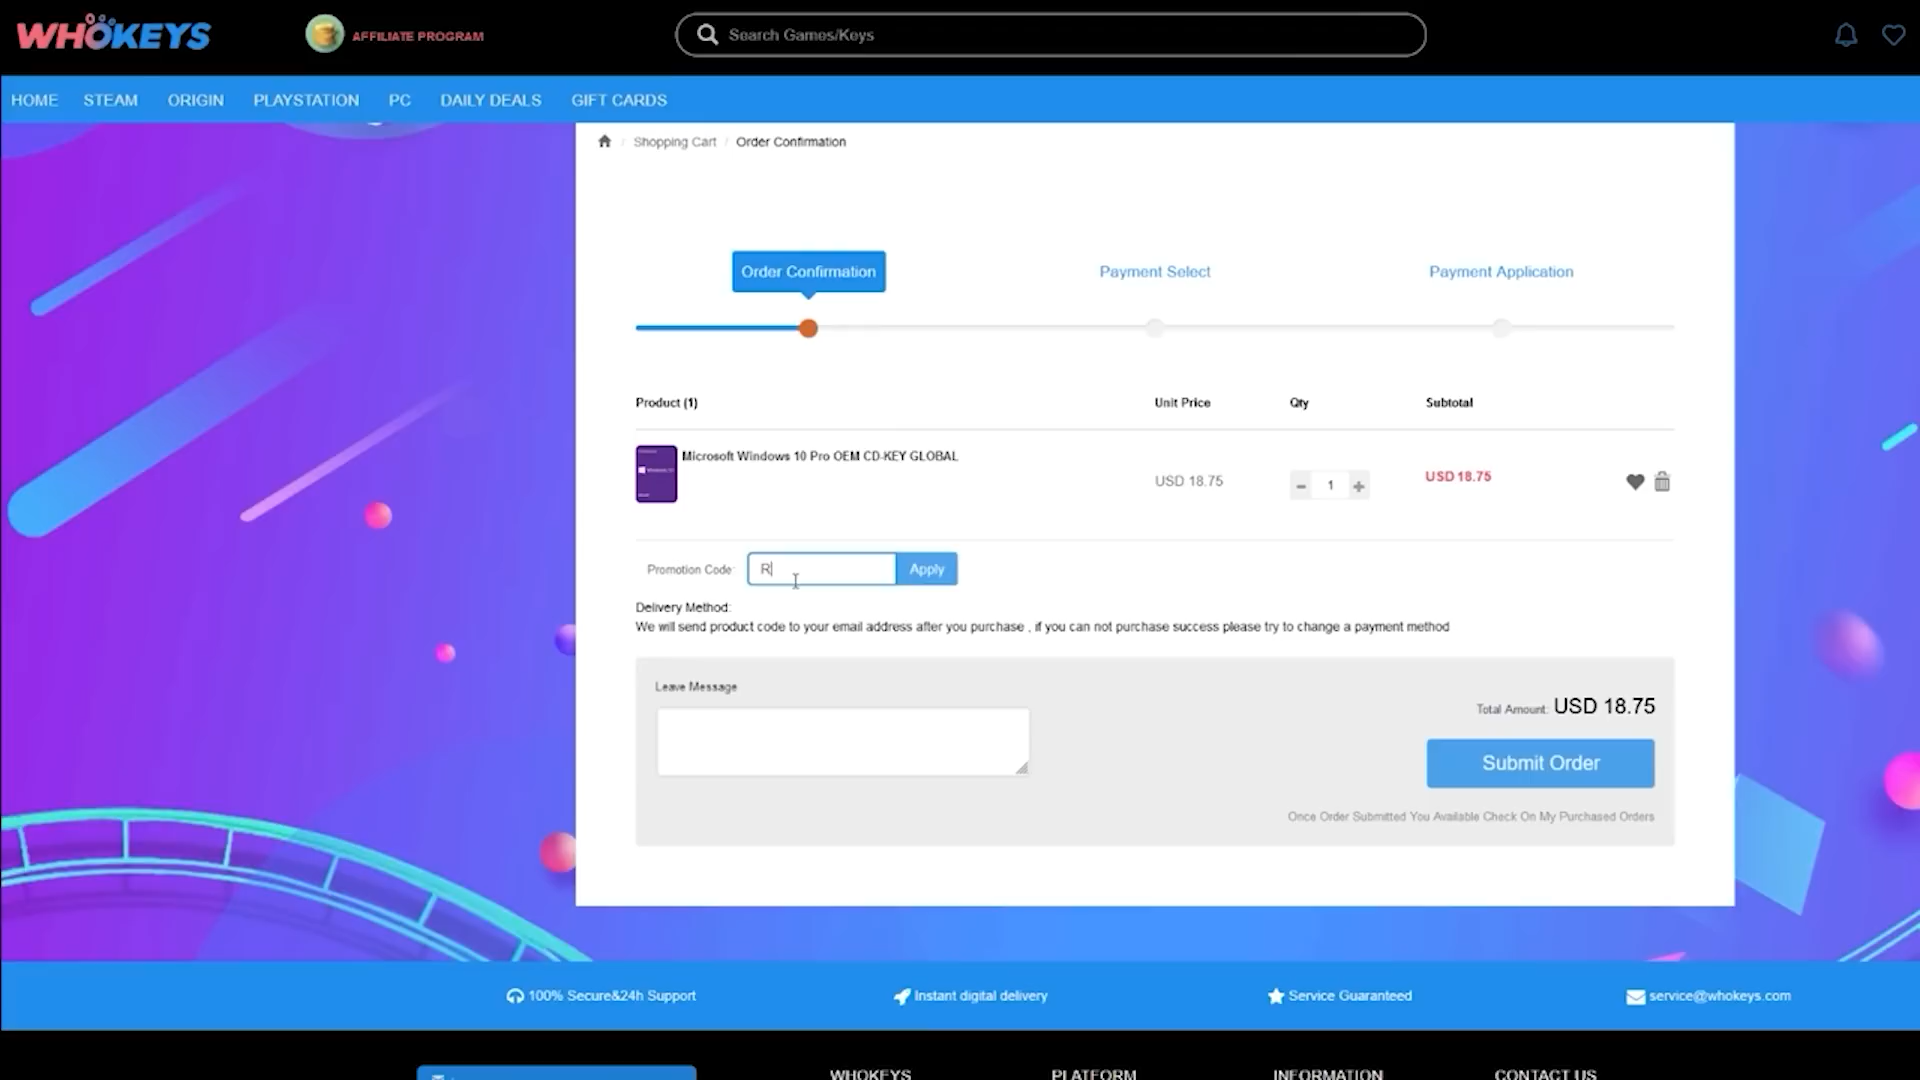 WHOKEYS
AFFILIATE PROGRAM
Search Games/Keys
HOME STEAM ORIGIN PLAYSTATION PC DAILY DEALS GIFT CARDS
/ Shopping Cart / Order Confirmation
Order Confirmation Payment Select Payment Application
Product (1) Unit Price Qty Subtotal
Microsoft Windows 10 Pro OEM CD-KEY GLOBAL
USD 18.75 - 1 + USD 18.75
Promotion Code: R Apply
Delivery Method:
We will send product code to your email address after you purchase , if you can not purchase success please try to change a payment method
Leave Message
Total Amount: USD 18.75
Submit Order
Once Order Submitted You Available Check On My Purchased Orders
100% Secure&24h Support Instant digital delivery Service Guaranteed service@whokeys.com
WHOKEYS PLATFORM INFORMATION CONTACT US